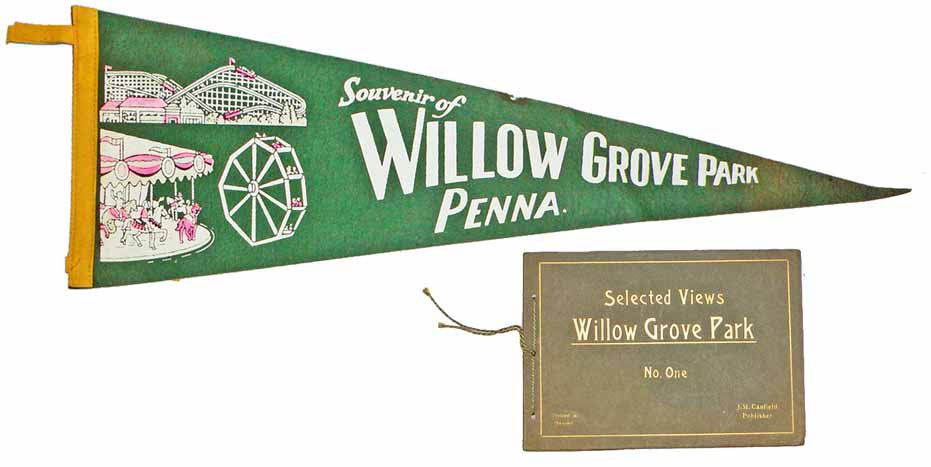 Souvenir of
WILLOW GROVE PARK
PENNA.
Selected Views
Willow Grove Park
No. One
J. M. Canfield
Publisher